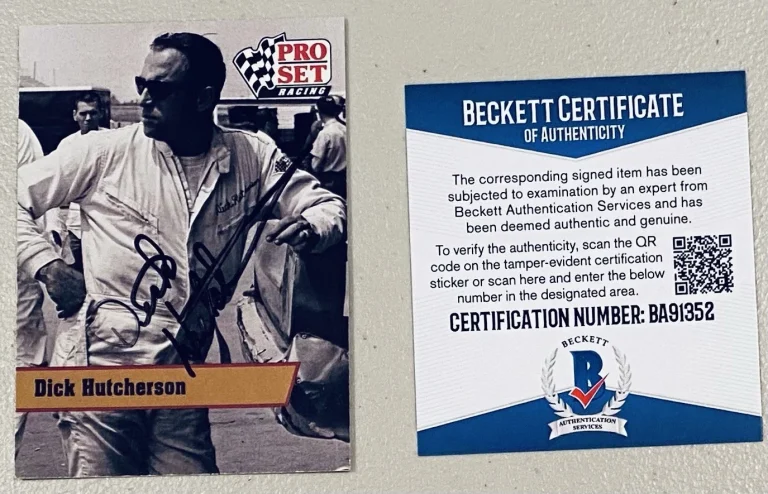 PRO
SET
RACING
Dick Hutcherson
BECKETT CERTIFICATE
OF AUTHENTICITY
The corresponding signed item has been
subjected to examination by an expert from
Beckett Authentication Services and has
been deemed authentic and genuine.
To verify the authenticity, scan the QR
code on the tamper-evident certification
sticker or scan here and enter the below
number in the designated area.
CERTIFICATION NUMBER: BA91352
BECKETT
B
AUTHENTICATION
SERVICES